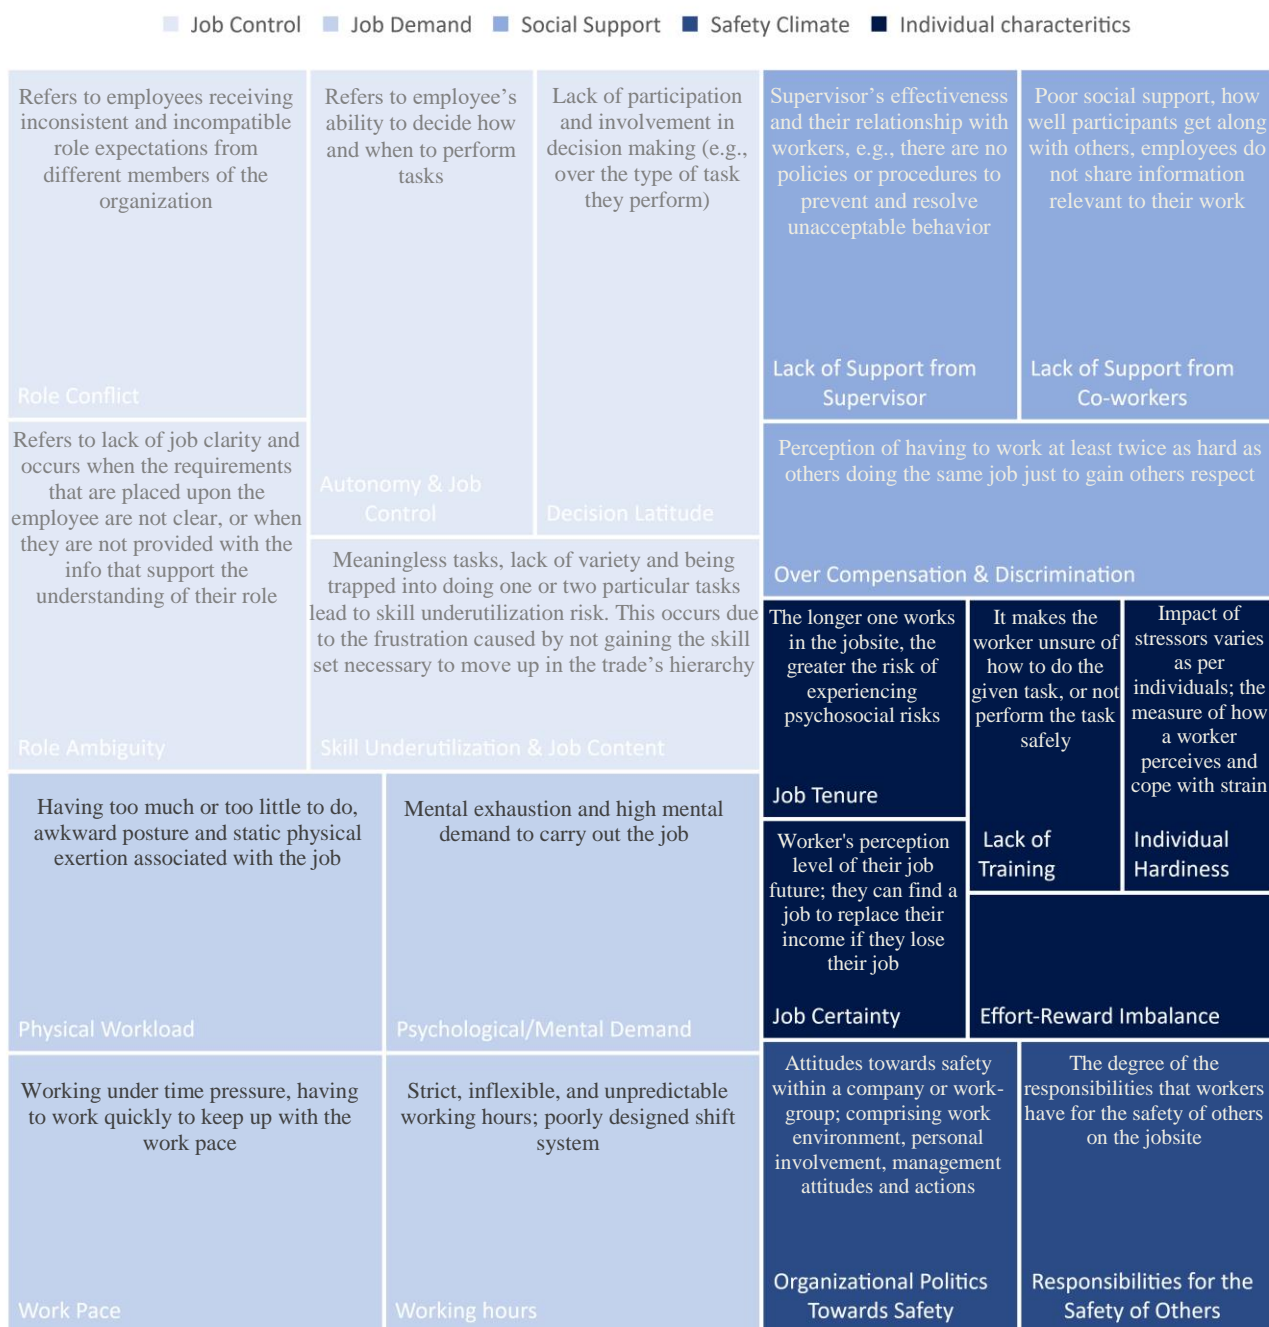 Job Control Job Demand Social Support Safety Climate Individual characteritics
Refers to employees receiving
inconsistent and incompatible
role expectations from
different members of the
organization
Role Conflict
Refers to employee's
ability to decide how
and when to perform
tasks
Autonomy & Job
Control
Lack of participation
and involvement in
decision making (e.g.,
over the type of task
they perform)
Decision Latitude
Supervisor's effectiveness
and their relationship with
workers, e.g., there are no
policies or procedures to
prevent and resolve
unacceptable behavior
Lack of Support from
Supervisor
Poor social support, how
well participants get along
with others, employees do
not share information
relevant to their work
Lack of Support from
Co-workers
Refers to lack of job clarity and
occurs when the requirements
that are placed upon the
employee are not clear, or when
they are not provided with the
info that support the
understanding of their role
Role Ambiguity
Meaningless tasks, lack of variety and being
trapped into doing one or two particular tasks
lead to skill underutilization risk. This occurs due
to the frustration caused by not gaining the skill
set necessary to move up in the trade's hierarchy
Skill Underutilization & Job Content
Perception of having to work at least twice as hard as
others doing the same job just to gain others respect
Over Compensation & Discrimination
The longer one works
in the jobsite, the
greater the risk of
experiencing
psychosocial risks
Job Tenure
It makes the
worker unsure of
how to do the
given task, or not
perform the task
safely
Lack of
Training
Impact of
stressors varies
as per
individuals; the
measure of how
a worker
perceives and
cope with strain
Individual
Hardiness
Having too much or too little to do,
awkward posture and static physical
exertion associated with the job
Physical Workload
Mental exhaustion and high mental
demand to carry out the job
Psychological/Mental Demand
Worker's perception
level of their job
future; they can find a
job to replace their
income if they lose
their job
Job Certainty
Effort-Reward Imbalance
Working under time pressure, having
to work quickly to keep up with the
work pace
Work Pace
Strict, inflexible, and unpredictable
working hours; poorly designed shift
system
Working hours
Attitudes towards safety
within a company or work-
group; comprising work
environment, personal
involvement, management
attitudes and actions
Organizational Politics
Towards Safety
The degree of the
responsibilities that workers
have for the safety of others
on the jobsite
Responsibilities for the
Safety of Others